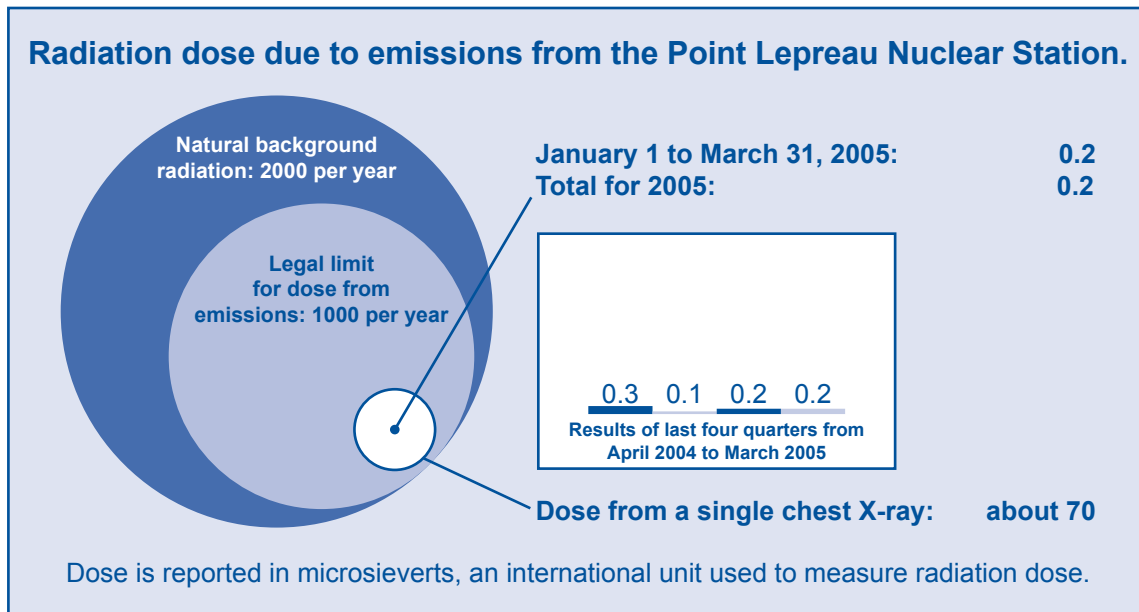 Radiation dose due to emissions from the Point Lepreau Nuclear Station.
Natural background
radiation: 2000 per year
Legal limit
for dose from
emissions: 1000 per year
January 1 to March 31, 2005: 0.2
Total for 2005: 0.2
0.3 0.1 0.2 0.2
Results of last four quarters from
April 2004 to March 2005
Dose from a single chest X-ray: about 70
Dose is reported in microsieverts, an international unit used to measure radiation dose.